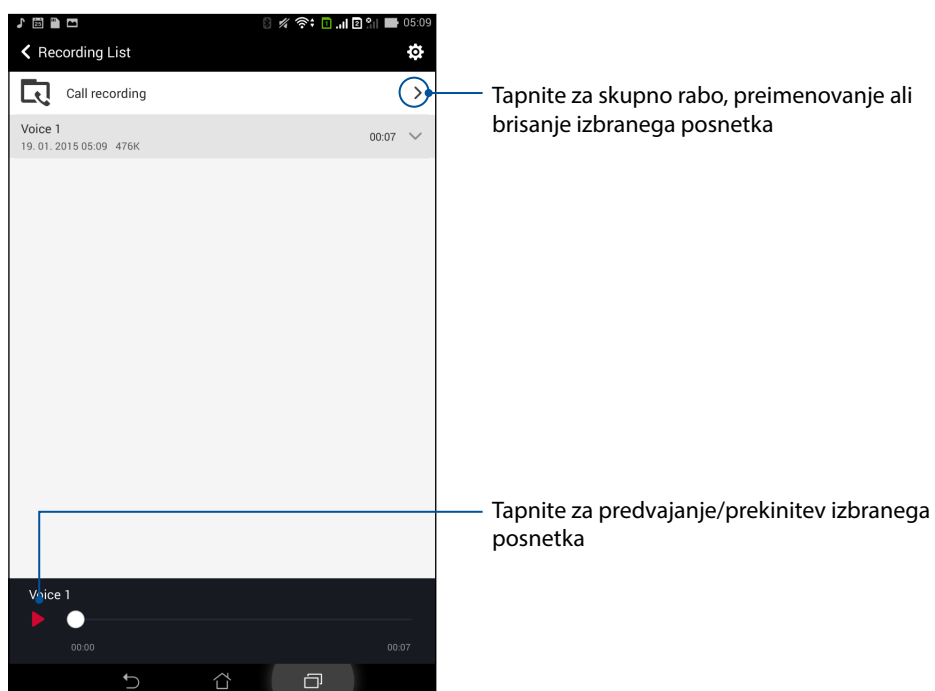 05:09
Recording List
Call recording
Tapnite za skupno rabo, preimenovanje ali
brisanje izbranega posnetka
Voice 1
00:07
19. 01. 2015 05:09 476K
Tapnite za predvajanje/prekinitev izbranega
posnetka
Voice 1
00:00
00:07